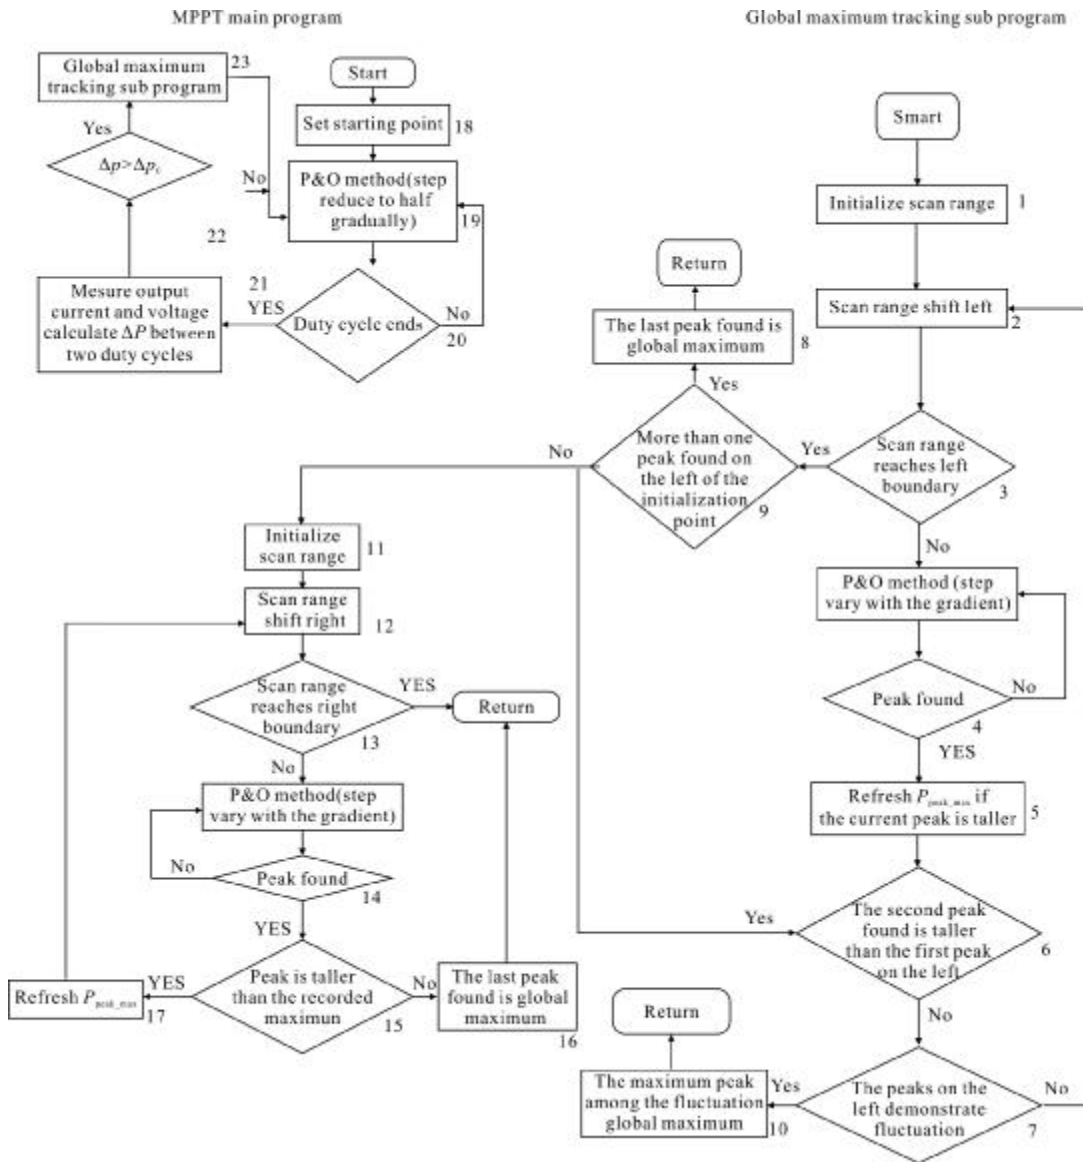 MPPT main program
Global maximum
tracking sub program
23
Start
Set starting point
18
Yes
Δp>Δpc
No
P&O method(step
reduce to half
gradually)
19
22
21
Mesure output
current and voltage
calculate ΔP between
two duty cycles
YES
Duty cycle ends
No
20
Global maximum tracking sub program
Smart
Initialize scan range
1
Scan range shift left
2
Return
The last peak found is
global maximum
8
Yes
More than one
peak found on
the left of the
initialization
point
9
Yes
Scan range
reaches left
boundary
3
No
No
P&O method (step
vary with the gradient)
Peak found
No
4
YES
Refresh Ppeak_max if
the current peak is taller
5
Yes
The second peak
found is taller
than the first peak
on the left
6
No
Return
The maximum peak
among the fluctuation
global maximum
10
Yes
The peaks on the
left demonstrate
fluctuation
No
7
Initialize
scan range
11
Scan range
shift right
12
Scan range
reaches right
boundary
YES
13
Return
No
P&O method(step
vary with the gradient)
No
Peak found
14
YES
Refresh Ppeak_max
17
YES
Peak is taller
than the recorded
maximun
15
No
The last peak
found is global
maximum
16